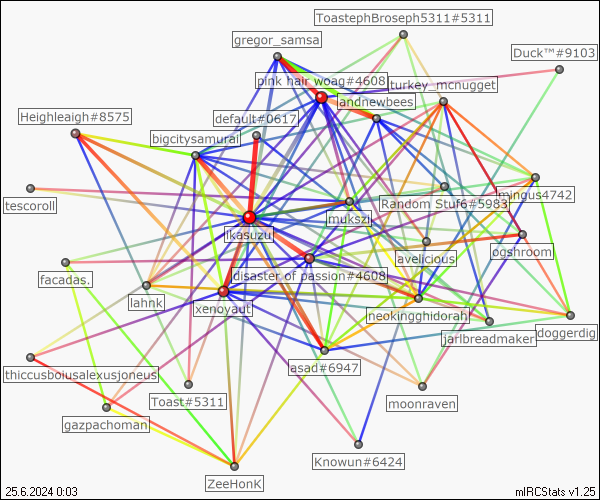 ToastephBroseph5311#5311
gregor_samsa
Duck™#9103
pink hair woag#4608
turkey_mcnugget
landnewbees
Heighleaigh#8575
default#0617
bigcitysamurai
mingus4742
tescoroll
Random Stuf6#5983
mukszi
ikasuzu
avelicious
ogshroom
disaster of passion#4608
facadas.
lahnk
xenoyaut
neokingghidorah
doggerdig
jarlbreadmaker
asad#6947
thiccusboiusalexusjoneus
Toast#5311
moonraven
gazpachoman
Knowun#6424
ZeeHonK
25.6.2024 0:03
mIRCStats v1.25